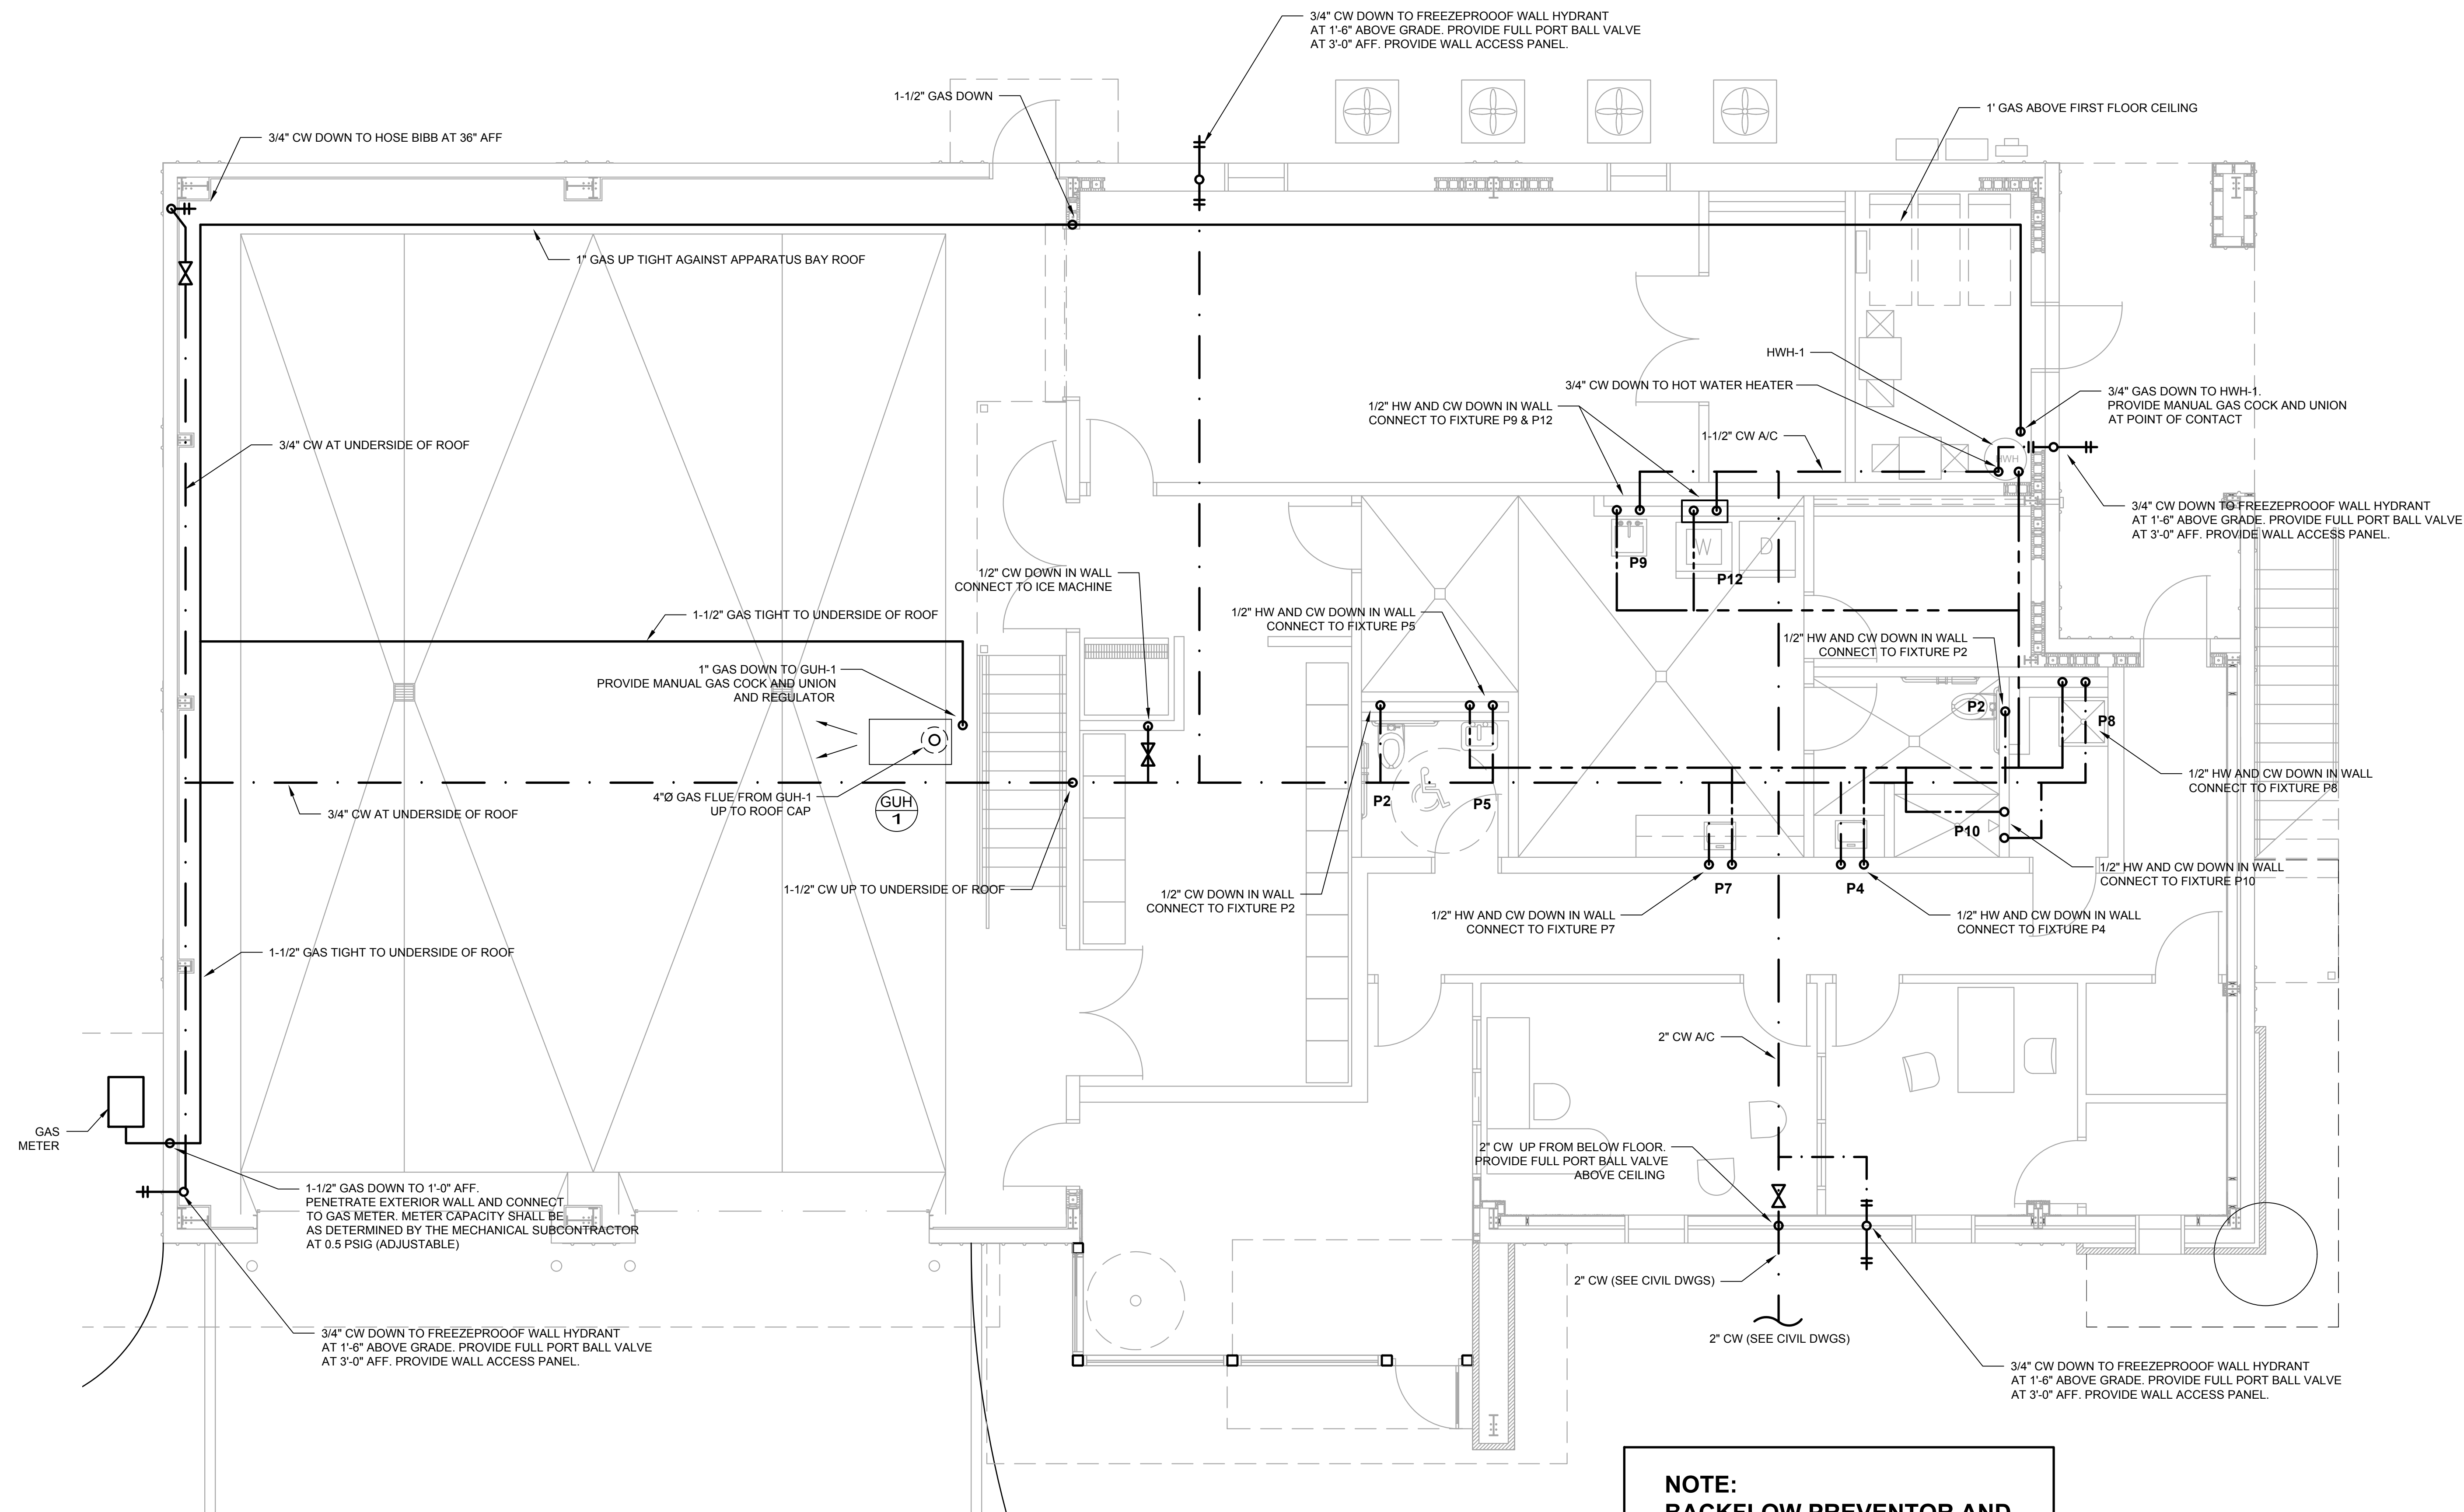 3/4" CW DOWN TO FREEZEPROOOF WALL HYDRANT
AT 1'-6" ABOVE GRADE. PROVIDE FULL PORT BALL VALVE
AT 3'-0" AFF. PROVIDE WALL ACCESS PANEL.
1-1/2" GAS DOWN
1' GAS ABOVE FIRST FLOOR CEILING
3/4" CW DOWN TO HOSE BIBB AT 36" AFF
1" GAS UP TIGHT AGAINST APPARATUS BAY ROOF
HWH-1
3/4" CW DOWN TO HOT WATER HEATER
3/4" GAS DOWN TO HWH-1.
PROVIDE MANUAL GAS COCK AND UNION
AT POINT OF CONTACT
1/2" HW AND CW DOWN IN WALL
CONNECT TO FIXTURE P9 & P12
1-1/2" CW A/C
3/4" CW AT UNDERSIDE OF ROOF
HWH
3/4" CW DOWN TO FREEZEPROOOF WALL HYDRANT
AT 1'-6" ABOVE GRADE. PROVIDE FULL PORT BALL VALVE
AT 3'-0" AFF. PROVIDE WALL ACCESS PANEL.
W
D
P9
P12
1/2" CW DOWN IN WALL
CONNECT TO ICE MACHINE
1-1/2" GAS TIGHT TO UNDERSIDE OF ROOF
1/2" HW AND CW DOWN IN WALL
CONNECT TO FIXTURE P5
1/2" HW AND CW DOWN IN WALL
CONNECT TO FIXTURE P2
1" GAS DOWN TO GUH-1
PROVIDE MANUAL GAS COCK AND UNION
AND REGULATOR
P2
P8
1/2" HW AND CW DOWN IN WALL
CONNECT TO FIXTURE P8
4"Ø GAS FLUE FROM GUH-1
UP TO ROOF CAP
GUH
1
3/4" CW AT UNDERSIDE OF ROOF
P2
P5
P10
1/2" HW AND CW DOWN IN WALL
CONNECT TO FIXTURE P10
1-1/2" CW UP TO UNDERSIDE OF ROOF
1/2" CW DOWN IN WALL
CONNECT TO FIXTURE P2
P7
P4
1/2" HW AND CW DOWN IN WALL
CONNECT TO FIXTURE P7
1/2" HW AND CW DOWN IN WALL
CONNECT TO FIXTURE P4
1-1/2" GAS TIGHT TO UNDERSIDE OF ROOF
2" CW A/C
GAS
METER
2" CW UP FROM BELOW FLOOR.
PROVIDE FULL PORT BALL VALVE
ABOVE CEILING
1-1/2" GAS DOWN TO 1'-0" AFF.
PENETRATE EXTERIOR WALL AND CONNECT
TO GAS METER. METER CAPACITY SHALL BE
AS DETERMINED BY THE MECHANICAL SUBCONTRACTOR
AT 0.5 PSIG (ADJUSTABLE)
2" CW (SEE CIVIL DWGS)
2" CW (SEE CIVIL DWGS)
3/4" CW DOWN TO FREEZEPROOOF WALL HYDRANT
AT 1'-6" ABOVE GRADE. PROVIDE FULL PORT BALL VALVE
AT 3'-0" AFF. PROVIDE WALL ACCESS PANEL.
3/4" CW DOWN TO FREEZEPROOOF WALL HYDRANT
AT 1'-6" ABOVE GRADE. PROVIDE FULL PORT BALL VALVE
AT 3'-0" AFF. PROVIDE WALL ACCESS PANEL.
NOTE:
BACKFLOW PREVENTOR AND